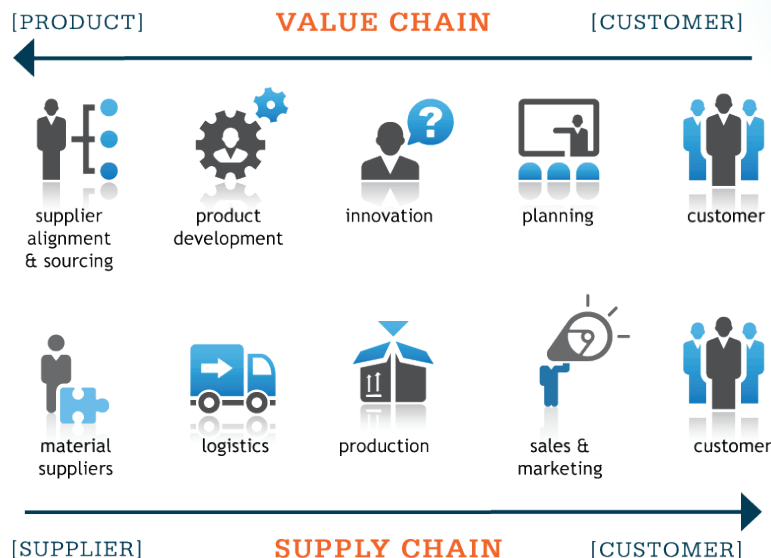 [PRODUCT] VALUE CHAIN [CUSTOMER]
?
supplier
alignment
& sourcing
product
development
innovation
planning
customer
material
suppliers
logistics
production
sales &
marketing
customer
[SUPPLIER] SUPPLY CHAIN [CUSTOMER]